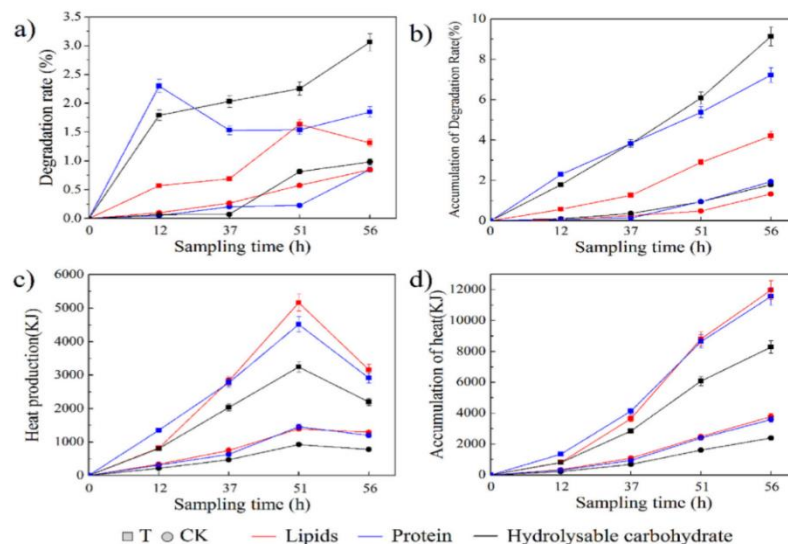 a)
Degradation rate (%)
3.5
3.0
2.5
2.0
1.5
1.0
0.5
0.0
0 12 37 51 56
Sampling time (h)
b)
Accumulation of Degradation Rate(%)
10
8
6
4
2
0
0 12 37 51 56
Sampling time (h)
c)
Heat production(KJ)
6000
5000
4000
3000
2000
1000
0
0 12 37 51 56
Sampling time (h)
d)
Accumulation of heat(KJ)
12000
10000
8000
6000
4000
2000
0
0 12 37 51 56
Sampling time (h)
T CK Lipids Protein Hydrolysable carbohydrate